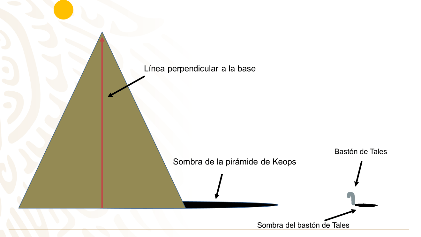 Línea perpendicular a la base
Bastón de Tales
Sombra de la pirámide de Keops
Sombra del bastón de Tales